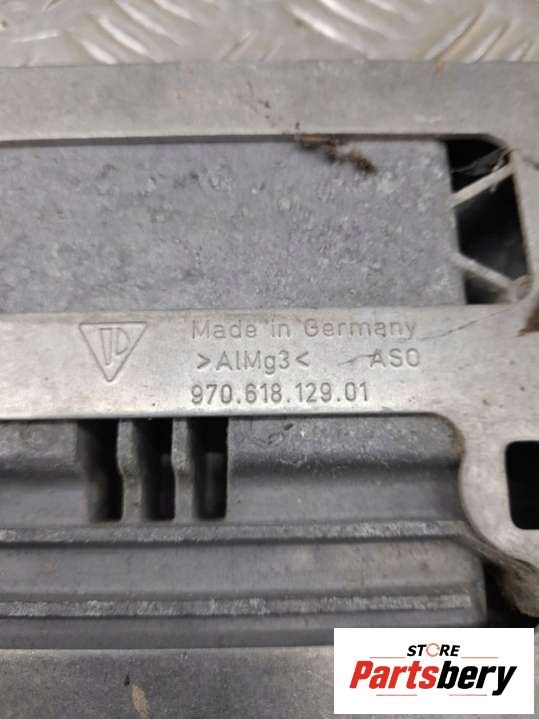 Made in Germany
>AlMg3< ASO
970.618.129.01
STORE
Partsbery